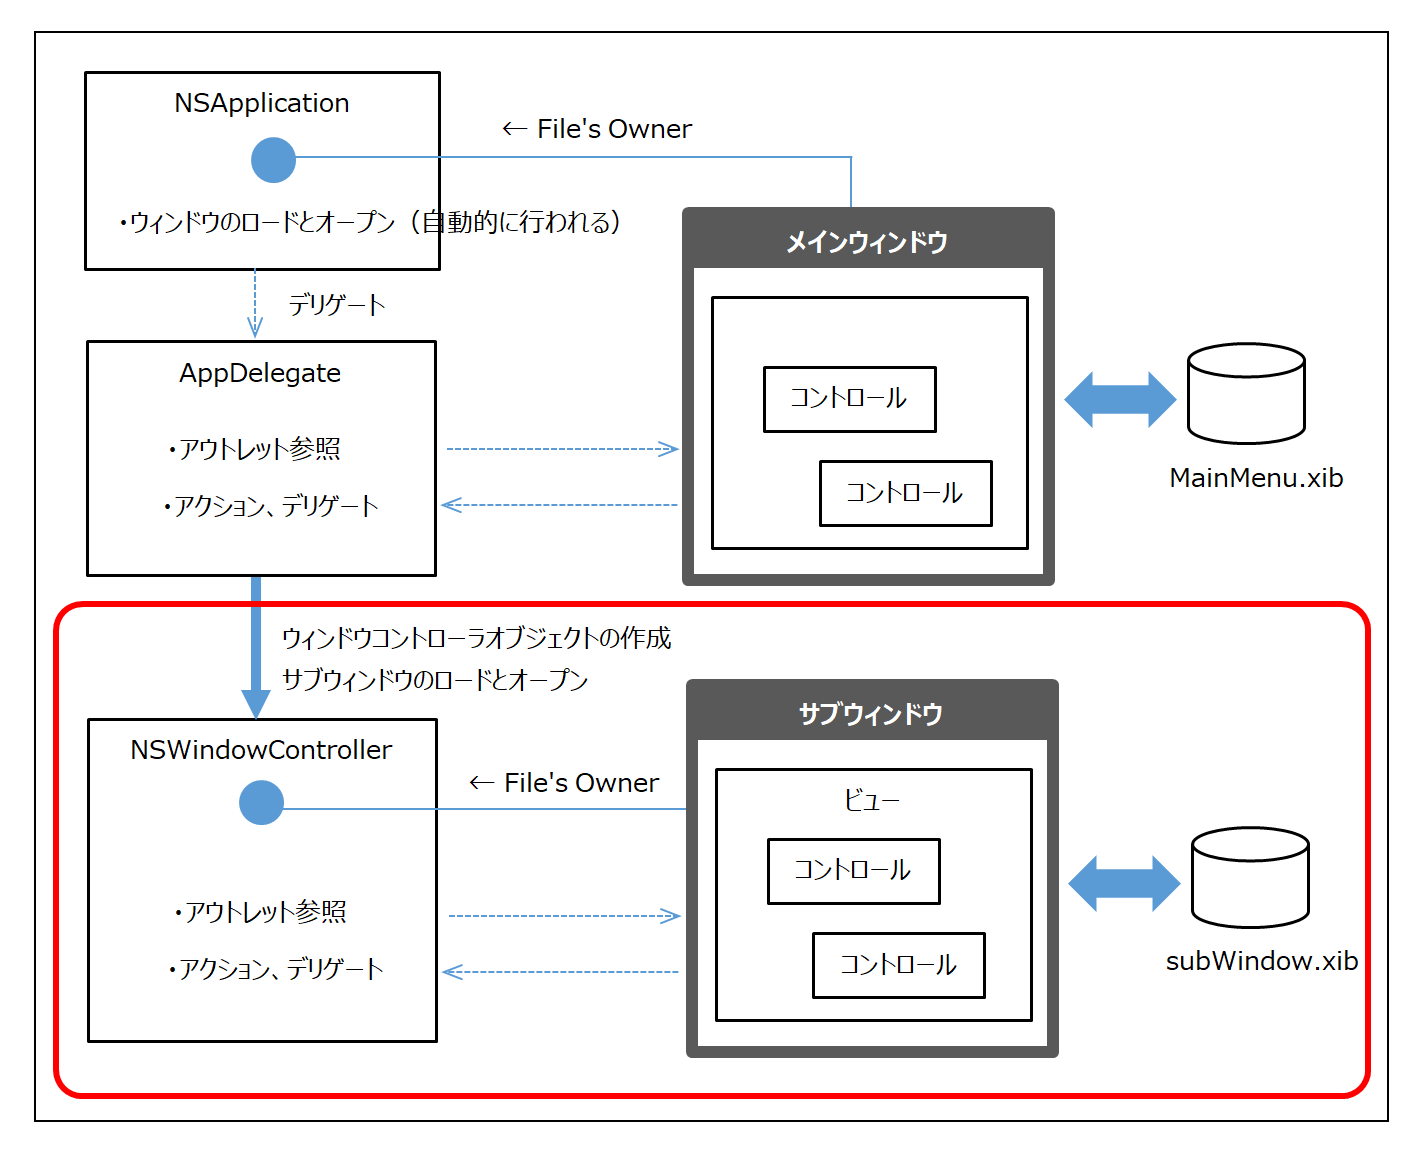 NSApplication
← File's Owner
・ウィンドウのロードとオープン（自動的に行われる）
メインウィンドウ
デリゲート
AppDelegate
コントロール
・アウトレット参照
コントロール
MainMenu.xib
・アクション、デリゲート
ウィンドウコントローラオブジェクトの作成
サブウィンドウのロードとオープン
サブウィンドウ
NSWindowController
← File's Owner
ビュー
コントロール
・アウトレット参照
コントロール
subWindow.xib
・アクション、デリゲート